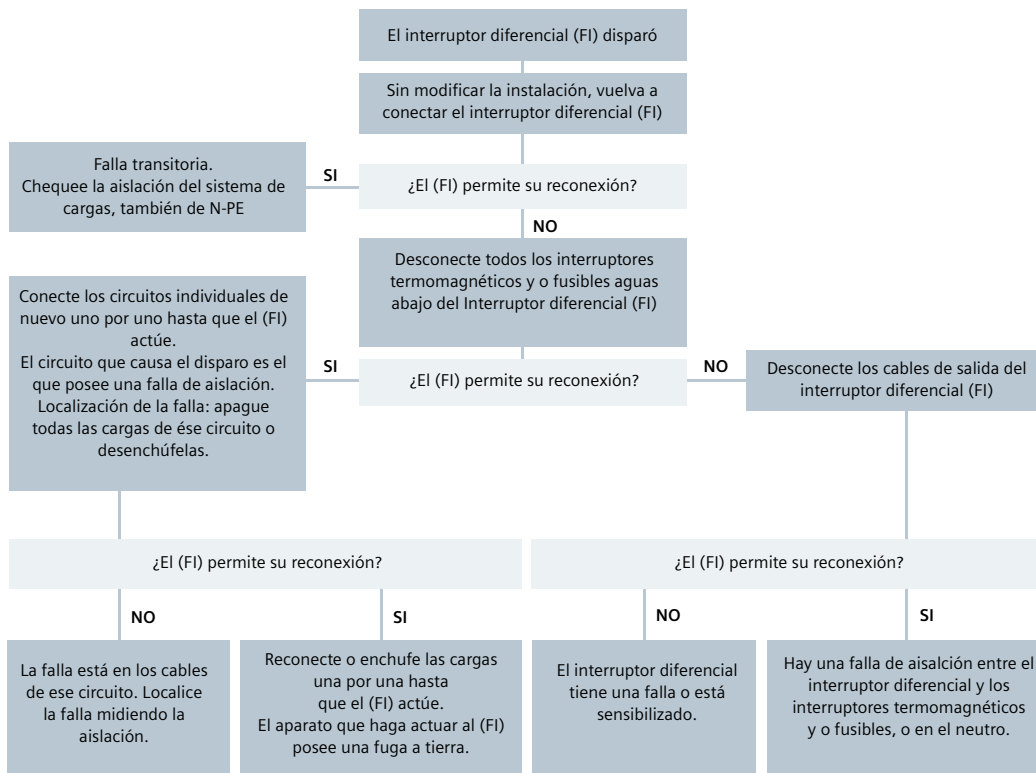 El interruptor diferencial (FI) disparó
Sin modificar la instalación, vuelva a
conectar el interruptor diferencial (FI)
Falla transitoria.
Chequee la aislación del sistema de
cargas, también de N-PE
SI
¿El (FI) permite su reconexión?
NO
Desconecte todos los interruptores
termomagnéticos y o fusibles aguas
abajo del Interruptor diferencial (FI)
Conecte los circuitos individuales de
nuevo uno por uno hasta que el (FI)
actúe.
El circuito que causa el disparo es el
que posee una falla de aislación.
Localización de la falla: apague
todas las cargas de ése circuito o
desenchúfelas.
SI
¿El (FI) permite su reconexión?
NO
Desconecte los cables de salida del
interruptor diferencial (FI)
¿El (FI) permite su reconexión?
¿El (FI) permite su reconexión?
NO
SI
NO
SI
La falla está en los cables
de ese circuito. Localice
la falla midiendo la
aislación.
Reconecte o enchufe las cargas
una por una hasta
que el (FI) actúe.
El aparato que haga actuar al (FI)
posee una fuga a tierra.
El interruptor diferencial
tiene una falla o está
sensibilizado.
Hay una falla de aisalción entre el
interruptor diferencial y los
interruptores termomagnéticos
y o fusibles, o en el neutro.